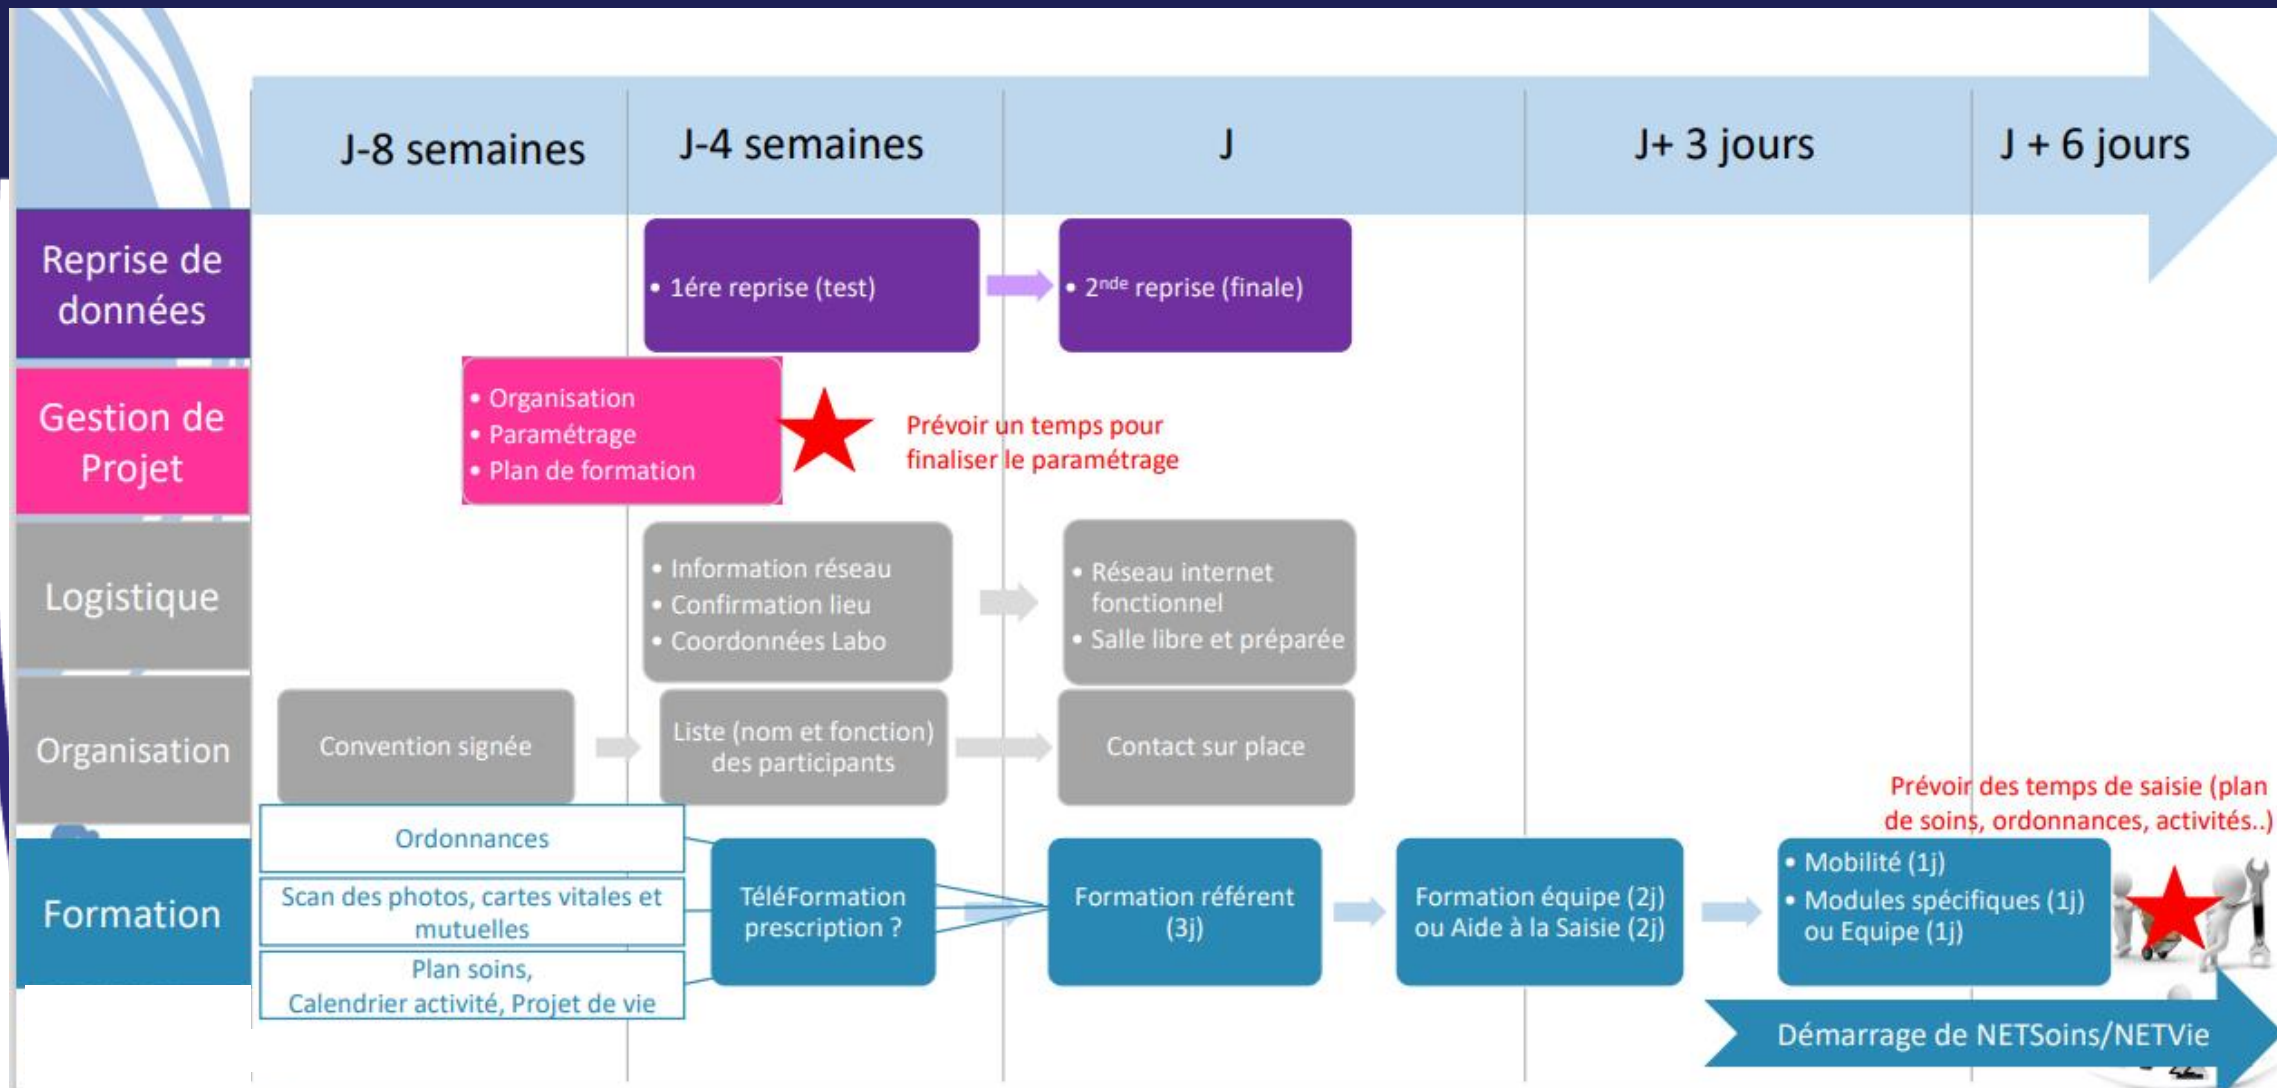 J-8 semaines
J-4 semaines
J
J+ 3 jours
J + 6 jours
Reprise de
données
• 1ére reprise (test)
• 2nde reprise (finale)
Gestion de
Projet
• Organisation
• Paramétrage
• Plan de formation
Prévoir un temps pour
finaliser le paramétrage
Logistique
• Information réseau
• Confirmation lieu
• Coordonnées Labo
• Réseau internet
fonctionnel
• Salle libre et préparée
Organisation
Convention signée
Liste (nom et fonction)
des participants
Contact sur place
Prévoir des temps de saisie (plan
de soins, ordonnances, activités..)
Formation
Ordonnances
Scan des photos, cartes vitales et
mutuelles
Plan soins,
Calendrier activité, Projet de vie
TéléFormation
prescription ?
Formation référent
(3j)
Formation équipe (2j)
ou Aide à la Saisie (2j)
• Mobilité (1j)
• Modules spécifiques (1j)
ou Equipe (1j)
Démarrage de NETSoins/NETVie